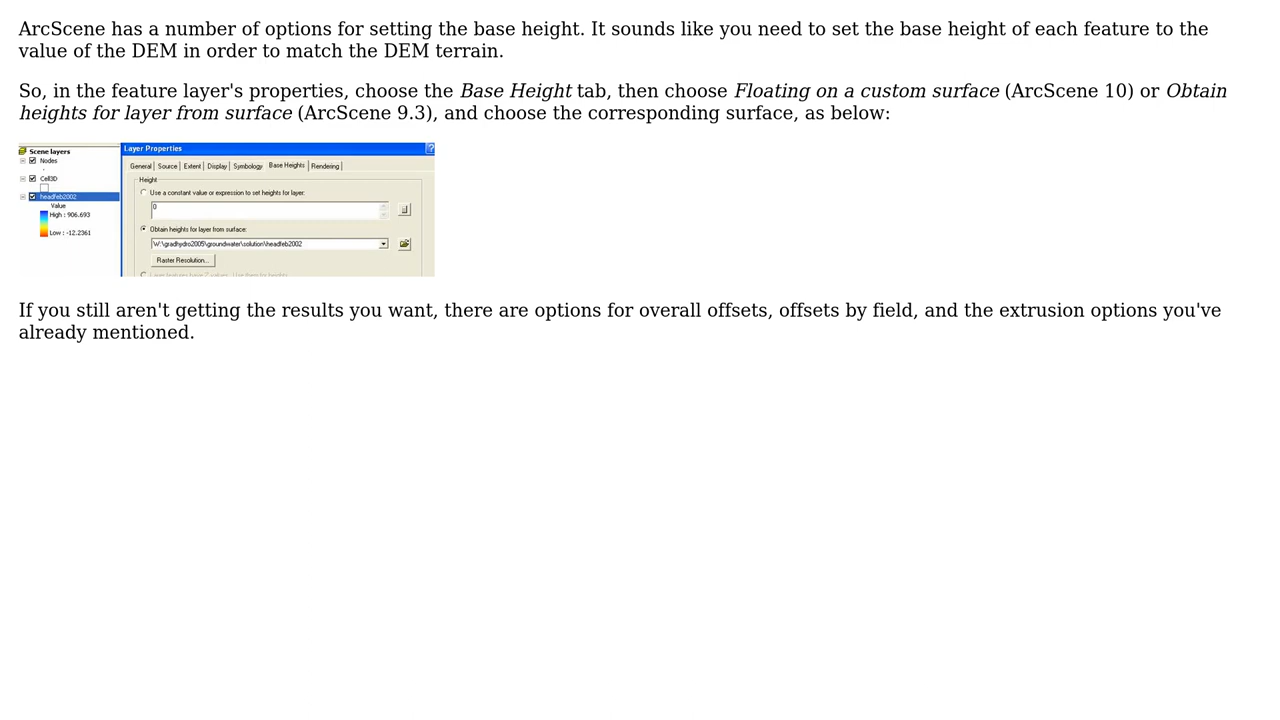 ArcScene has a number of options for setting the base height. It sounds like you need to set the base height of each feature to the
value of the DEM in order to match the DEM terrain.
So, in the feature layer's properties, choose the Base Height tab, then choose Floating on a custom surface (ArcScene 10) or Obtain
heights for layer from surface (ArcScene 9.3), and choose the corresponding surface, as below:
Scene layers
Nodes
Cell3D
headfeb2002
Value
High : 906.693
Low : -12.2361
Layer Properties
General | Source | Extent | Display | Symbology | Base Heights | Rendering |
Height
Use a constant value or expression to set heights for layer:
0
Obtain heights for layer from surface:
W:\gradhydro2005\groundwater\solution\headfeb2002
Raster Resolution...
If you still aren't getting the results you want, there are options for overall offsets, offsets by field, and the extrusion options you've
already mentioned.